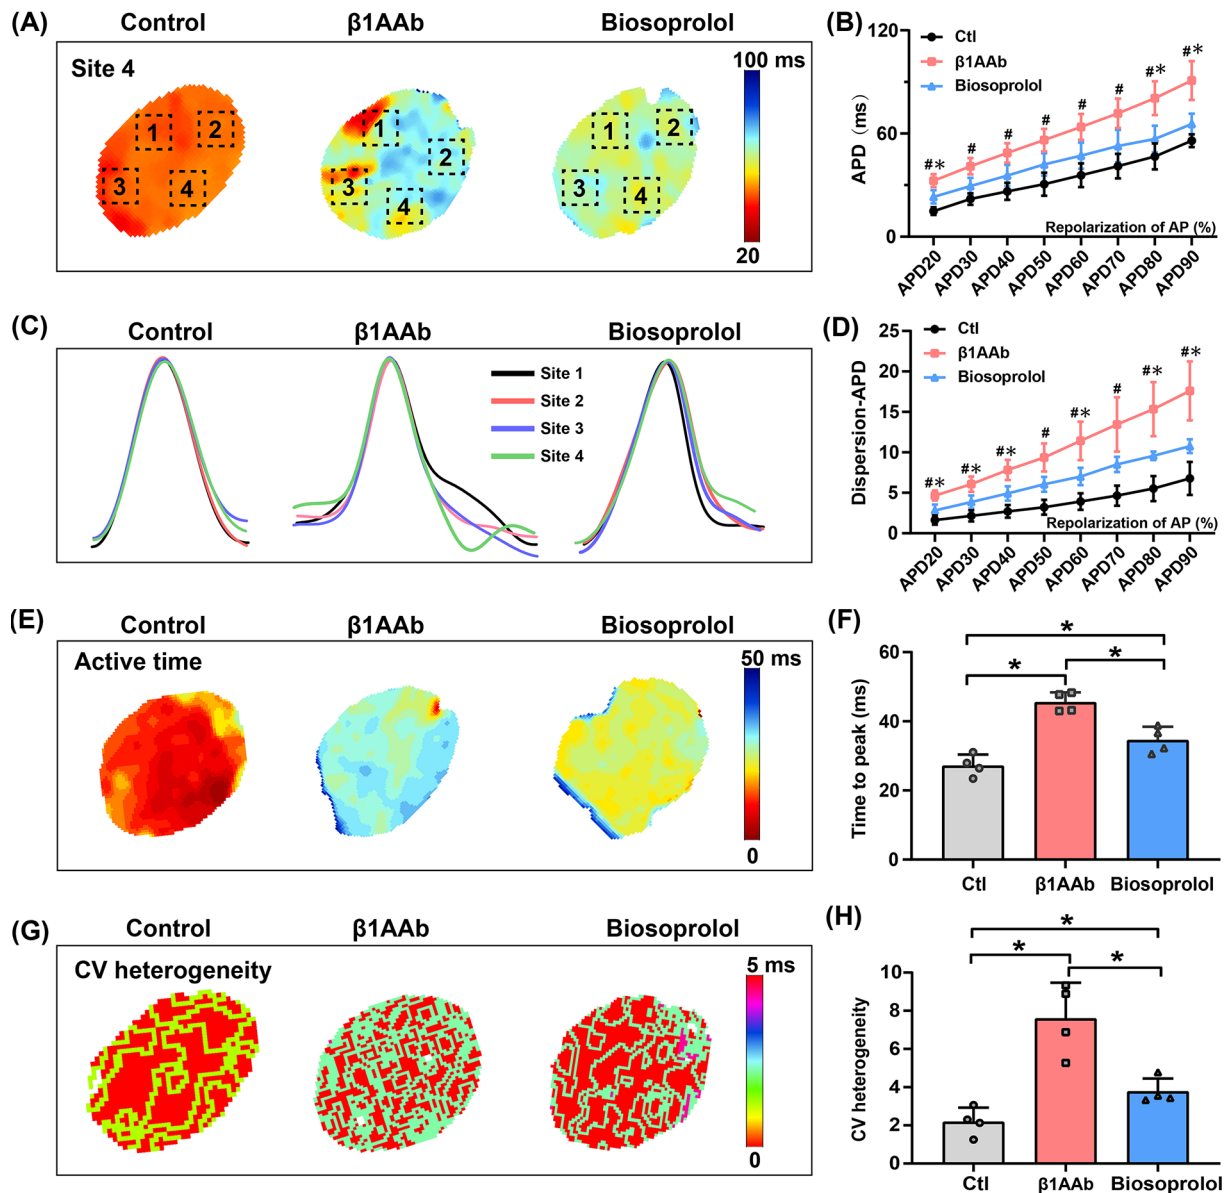 (A) Control β1AAb Biosoprolol
Site 4
100 ms
20
1 2 3 4
1 2 3 4
1 2 3 4
(B)
Ctl
β1AAb
Biosoprolol
APD (ms)
120
60
0
#* # # # # # #* #*
Repolarization of AP (%)
APD20 APD30 APD40 APD50 APD60 APD70 APD80 APD90
(C) Control β1AAb Biosoprolol
Site 1
Site 2
Site 3
Site 4
(D)
Ctl
β1AAb
Biosoprolol
Dispersion-APD
25
20
15
10
5
0
#* #* #* # #* # #* #*
Repolarization of AP (%)
APD20 APD30 APD40 APD50 APD60 APD70 APD80 APD90
(E) Control β1AAb Biosoprolol
Active time
50 ms
0
(F)
Time to peak (ms)
60
40
20
0
*
* *
Ctl β1AAb Biosoprolol
(G) Control β1AAb Biosoprolol
CV heterogeneity
5 ms
0
(H)
CV heterogeneity
10
8
6
4
2
0
*
* *
Ctl β1AAb Biosoprolol